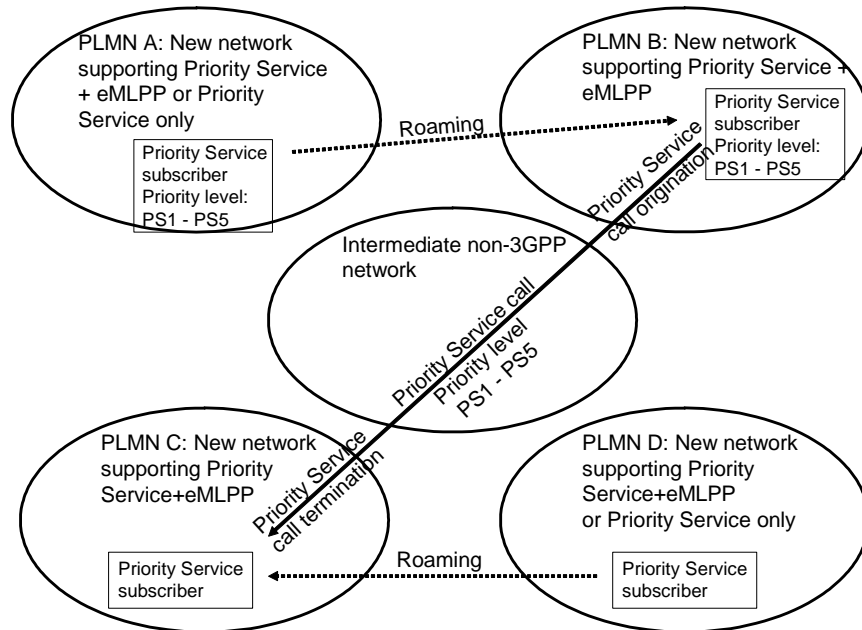 PLMN A: New network
supporting Priority Service
+ eMLPP or Priority
Service only
Priority Service
subscriber
Priority level:
PS1 - PS5
Roaming
PLMN B: New network
supporting Priority Service +
eMLPP
Priority Service
subscriber
Priority level:
PS1 - PS5
Priority Service
call origination
Intermediate non-3GPP
network
Priority Service call
Priority level
PS1 - PS5
Priority Service
call termination
PLMN C: New network
supporting Priority
Service+eMLPP
Priority Service
subscriber
Roaming
PLMN D: New network
supporting Priority
Service+eMLPP
or Priority Service only
Priority Service
subscriber